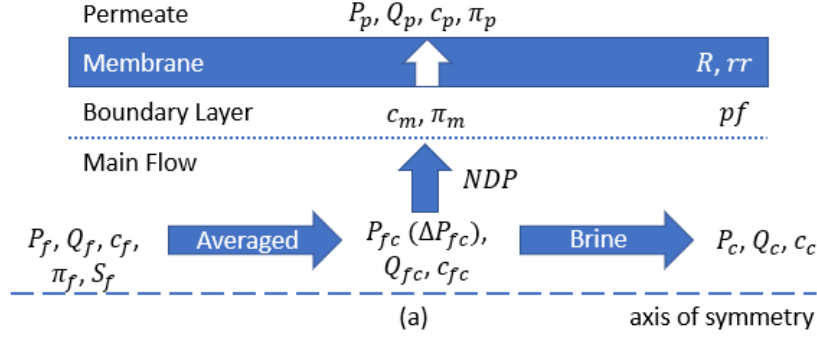 Permeate P_p, Q_p, c_p, π_p
Membrane R, rr
Boundary Layer c_m, π_m pf
Main Flow
NDP
P_f, Q_f, c_f, Averaged P_fc (ΔP_fc), Brine P_c, Q_c, c_c
π_f, S_f Q_fc, c_fc
(a) axis of symmetry